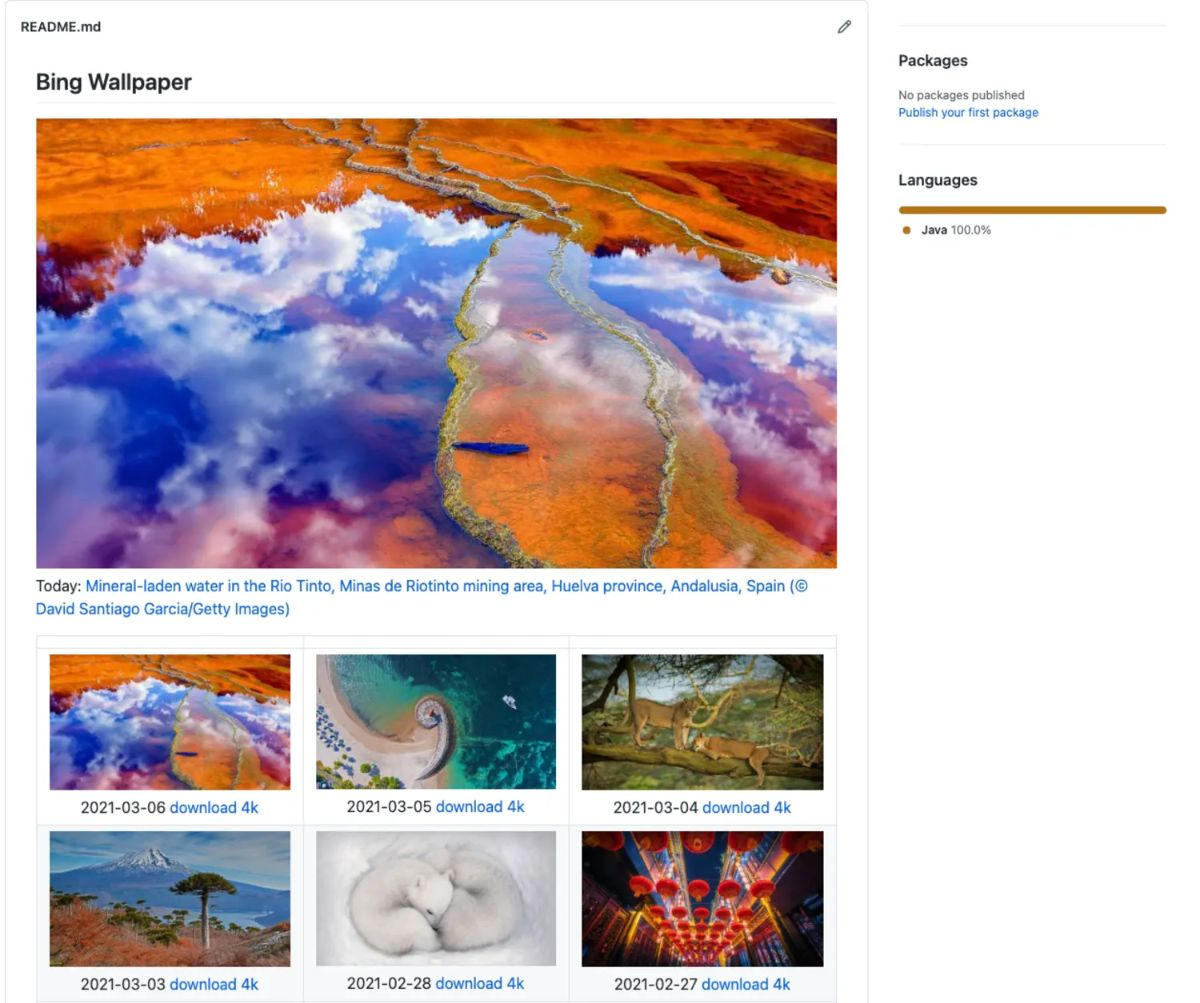 README.md
Bing Wallpaper
Today: Mineral-laden water in the Rio Tinto, Minas de Riotinto mining area, Huelva province, Andalusia, Spain (©
David Santiago Garcia/Getty Images)
2021-03-06 download 4k
2021-03-05 download 4k
2021-03-04 download 4k
2021-03-03 download 4k
2021-02-28 download 4k
2021-02-27 download 4k
Packages
No packages published
Publish your first package
Languages
Java 100.0%